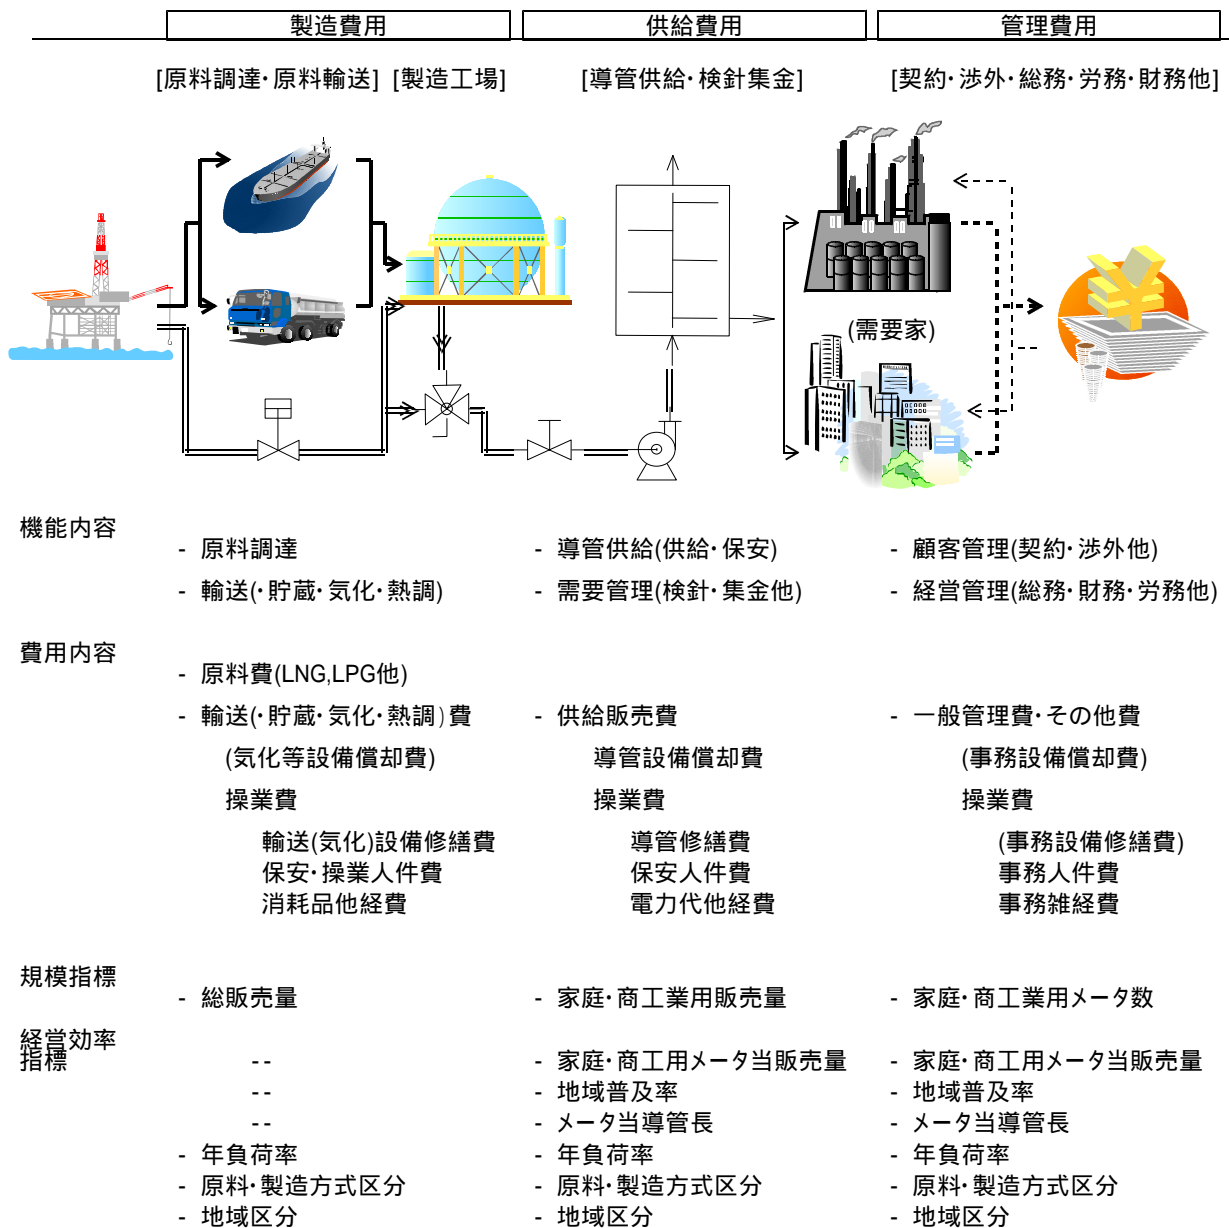 製造費用 供給費用 管理費用
[原料調達・原料輸送] [製造工場] [導管供給・検針集金] [契約・渉外・総務・労務・財務他]
(需要家)
機能内容
- 原料調達 - 導管供給(供給・保安) - 顧客管理(契約・渉外他)
- 輸送(・貯蔵・気化・熱調) - 需要管理(検針・集金他) - 経営管理(総務・財務・労務他)
費用内容
- 原料費(LNG,LPG他)
- 輸送(・貯蔵・気化・熱調)費 - 供給販売費 - 一般管理費・その他費
(気化等設備償却費) 導管設備償却費 (事務設備償却費)
操業費 操業費 操業費
輸送(気化)設備修繕費 導管修繕費 (事務設備修繕費)
保安・操業人件費 保安人件費 事務人件費
消耗品他経費 電力代他経費 事務雑経費
規模指標
- 総販売量 - 家庭・商工業用販売量 - 家庭・商工業用メータ数
経営効率
指標
-- - 家庭・商工用メータ当販売量 - 家庭・商工用メータ当販売量
-- - 地域普及率 - 地域普及率
-- - メータ当導管長 - メータ当導管長
- 年負荷率 - 年負荷率 - 年負荷率
- 原料・製造方式区分 - 原料・製造方式区分 - 原料・製造方式区分
- 地域区分 - 地域区分 - 地域区分